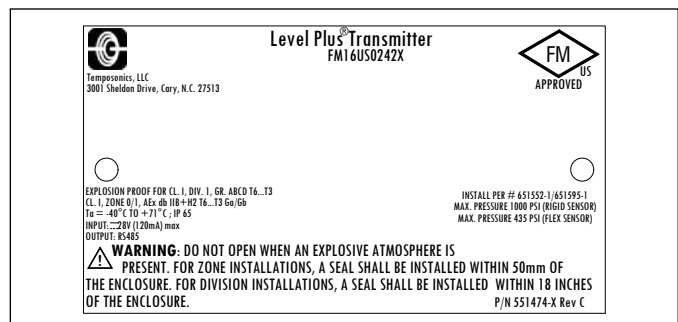 Level Plus® Transmitter
FM16US0242X
FM
US
APPROVED
Temposonics, LLC
3001 Sheldon Drive, Cary, N.C. 27513
EXPLOSION PROOF FOR CL. I, DIV. 1, GR. ABCD T6...T3
CL. I, ZONE 0/1, AEx db IIB+H2 T6...T3 Ga/Gb
Ta = -40°C TO +71°C ; IP 65
INPUT: ⎓28V (120mA) max
OUTPUT: RS485
INSTALL PER # 651552-1/651595-1
MAX. PRESSURE 1000 PSI (RIGID SENSOR)
MAX. PRESSURE 435 PSI (FLEX SENSOR)
WARNING: DO NOT OPEN WHEN AN EXPLOSIVE ATMOSPHERE IS
PRESENT. FOR ZONE INSTALLATIONS, A SEAL SHALL BE INSTALLED WITHIN 50mm OF
THE ENCLOSURE. FOR DIVISION INSTALLATIONS, A SEAL SHALL BE INSTALLED WITHIN 18 INCHES
OF THE ENCLOSURE.
P/N 551474-X Rev C